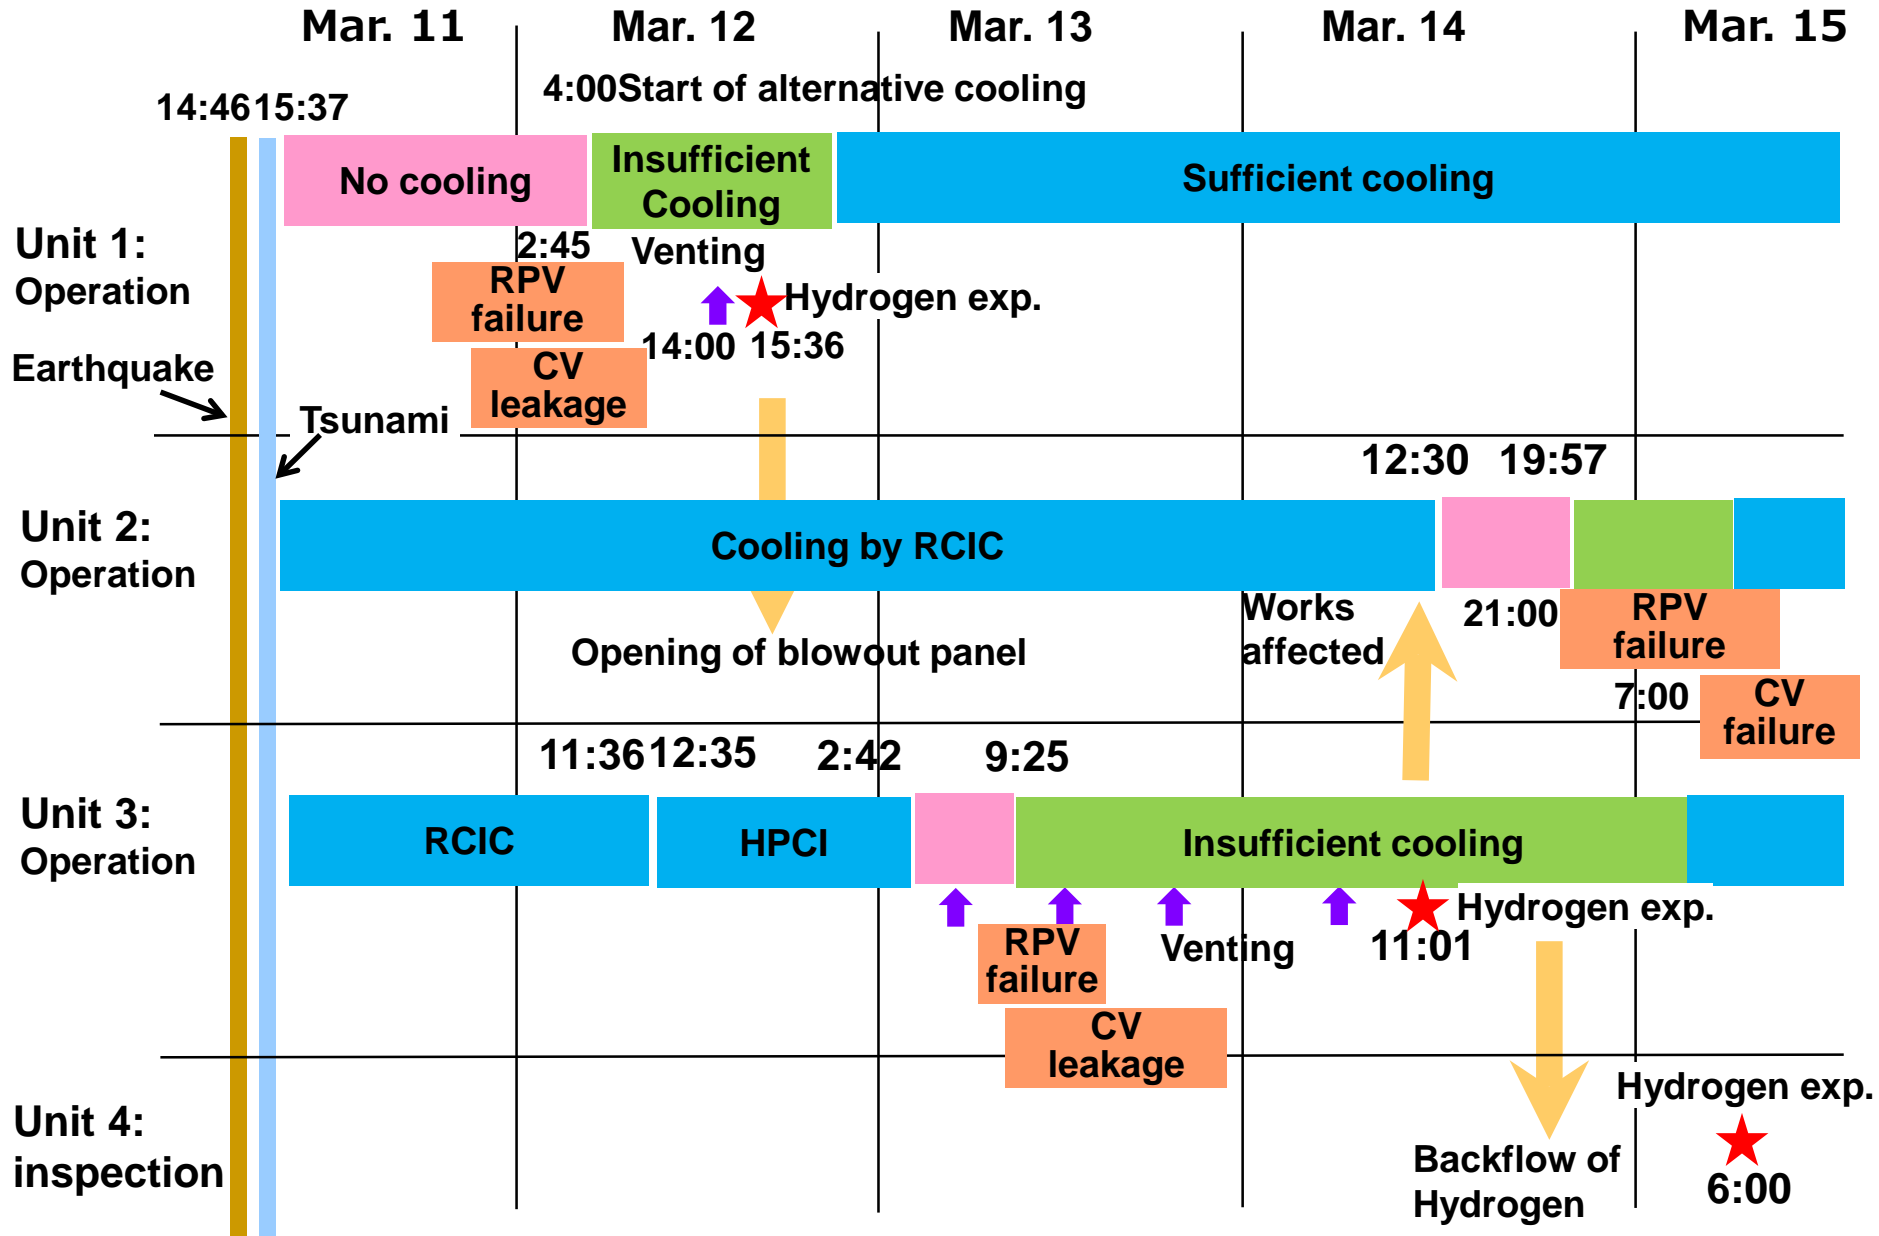 Mar. 11
Mar. 12
Mar. 13
Mar. 14
Mar. 15
4:00Start of alternative cooling
14:46
15:37
No cooling
Insufficient
Cooling
Sufficient cooling
Unit 1:
Operation
2:45
Venting
RPV
failure
Hydrogen exp.
14:00
15:36
CV
leakage
Earthquake
Tsunami
12:30
19:57
Unit 2:
Operation
Cooling by RCIC
Works
affected
21:00
RPV
failure
Opening of blowout panel
7:00
CV
failure
11:36
12:35
2:42
9:25
Unit 3:
Operation
RCIC
HPCI
Insufficient cooling
Hydrogen exp.
RPV
failure
Venting
11:01
CV
leakage
Hydrogen exp.
Unit 4:
inspection
Backflow of
Hydrogen
6:00